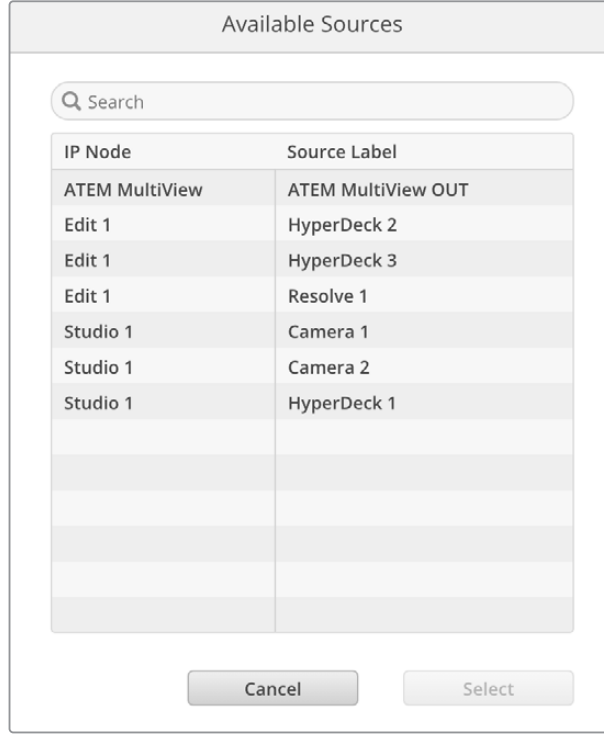 Available Sources
Search
IP Node Source Label
ATEM MultiView ATEM MultiView OUT
Edit 1 HyperDeck 2
Edit 1 HyperDeck 3
Edit 1 Resolve 1
Studio 1 Camera 1
Studio 1 Camera 2
Studio 1 HyperDeck 1
Cancel Select